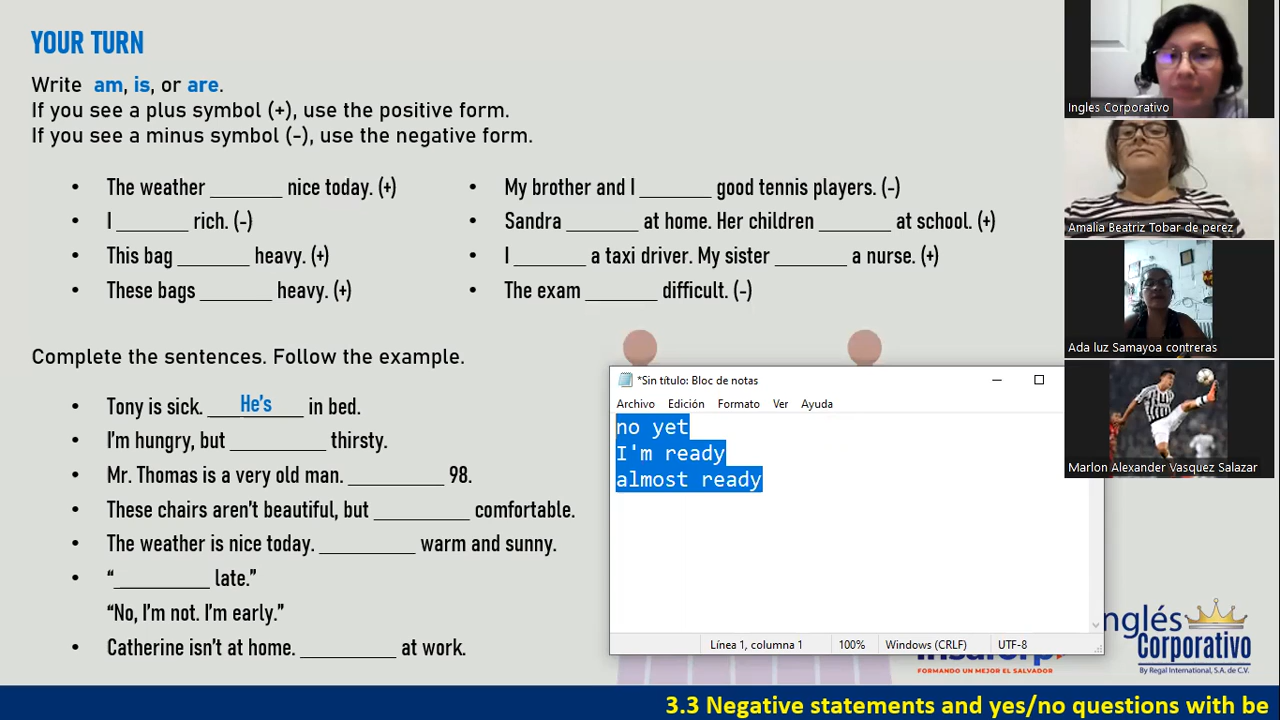 YOUR TURN
Write am, is, or are.
If you see a plus symbol (+), use the positive form.
If you see a minus symbol (-), use the negative form.
• The weather _______ nice today. (+)
• I _______ rich. (-)
• This bag _______ heavy. (+)
• These bags _______ heavy. (+)
• My brother and I _______ good tennis players. (-)
• Sandra _______ at home. Her children _______ at school. (+)
• I _______ a taxi driver. My sister _______ a nurse. (+)
• The exam _______ difficult. (-)
Complete the sentences. Follow the example.
• Tony is sick. He's in bed.
• I'm hungry, but _________ thirsty.
• Mr. Thomas is a very old man. _________ 98.
• These chairs aren't beautiful, but _________ comfortable.
• The weather is nice today. _________ warm and sunny.
• “_________ late.”
“No, I'm not. I'm early.”
• Catherine isn't at home. _________ at work.
*Sin título: Bloc de notas
Archivo Edición Formato Ver Ayuda
no yet
I'm ready
almost ready
Línea 1, columna 1 100% Windows (CRLF) UTF-8
Ingles Corporativo
Amalia Beatriz Tobar de perez
Ada luz Samayoa contreras
Marlon Alexander Vasquez Salazar
FORMANDO UN MEJOR EL SALVADOR
Corporativo
By Regal International, S.A. de C.V.
3.3 Negative statements and yes/no questions with be